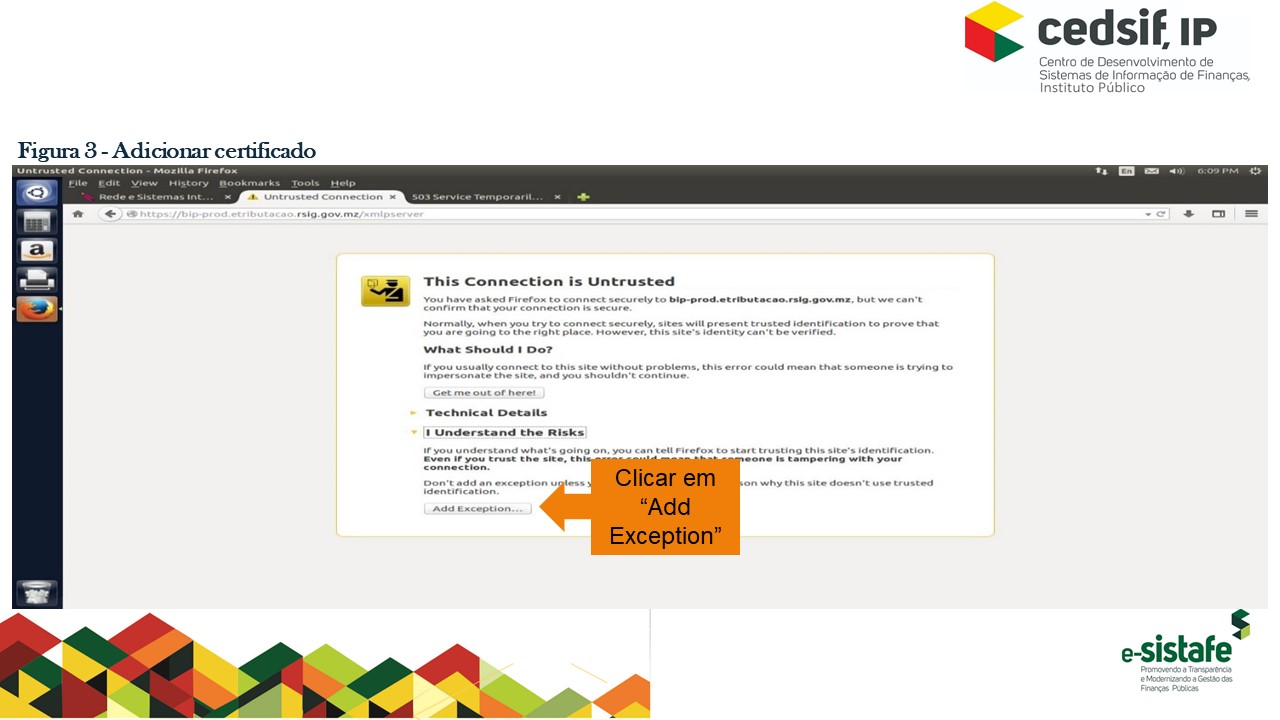 cedsif, IP
Centro de Desenvolvimento de
Sistemas de Informação de Finanças,
Instituto Público
Figura 3 - Adicionar certificado
Untrusted Connection - Mozilla Firefox
En
6:09 PM
File Edit View History Bookmarks Tools Help
Rede e Sistemas Int... × Untrusted Connection × 503 Service Temporaril... ×
https://bip-prod.etributacao.rsig.gov.mz/xmlpserver
a
This Connection is Untrusted
You have asked Firefox to connect securely to bip-prod.etributacao.rsig.gov.mz, but we can't
confirm that your connection is secure.
Normally, when you try to connect securely, sites will present trusted identification to prove that
you are going to the right place. However, this site's identity can't be verified.
What Should I Do?
If you usually connect to this site without problems, this error could mean that someone is trying to
impersonate the site, and you shouldn't continue.
Get me out of here!
Technical Details
I Understand the Risks
If you understand what's going on, you can tell Firefox to start trusting this site's identification.
Even if you trust the site, this error could mean that someone is tampering with your
connection.
Don't add an exception unless son why this site doesn't use trusted
identification.
Add Exception...
Clicar em
“Add
Exception”
e-sistafe
Promovendo a Transparência
e Modernizando a Gestão das
Finanças Públicas